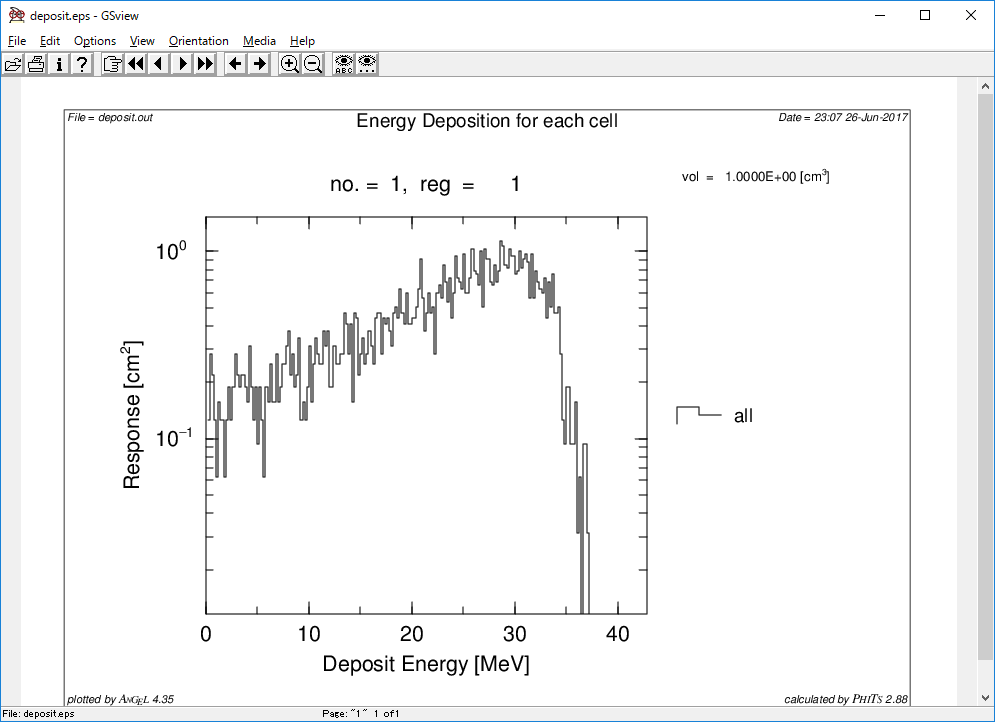 deposit.eps - GSview
File Edit Options View Orientation Media Help
File = deposit.out
Energy Deposition for each cell
Date = 23:07 26-Jun-2017
no. = 1, reg = 1
vol = 1.0000E+00 [cm³]
10⁰
10⁻¹
Response [cm²]
all
0 10 20 30 40
Deposit Energy [MeV]
plotted by ANGEL 4.35
calculated by PHITS 2.88
File: deposit.eps
Page: "1" 1 of 1